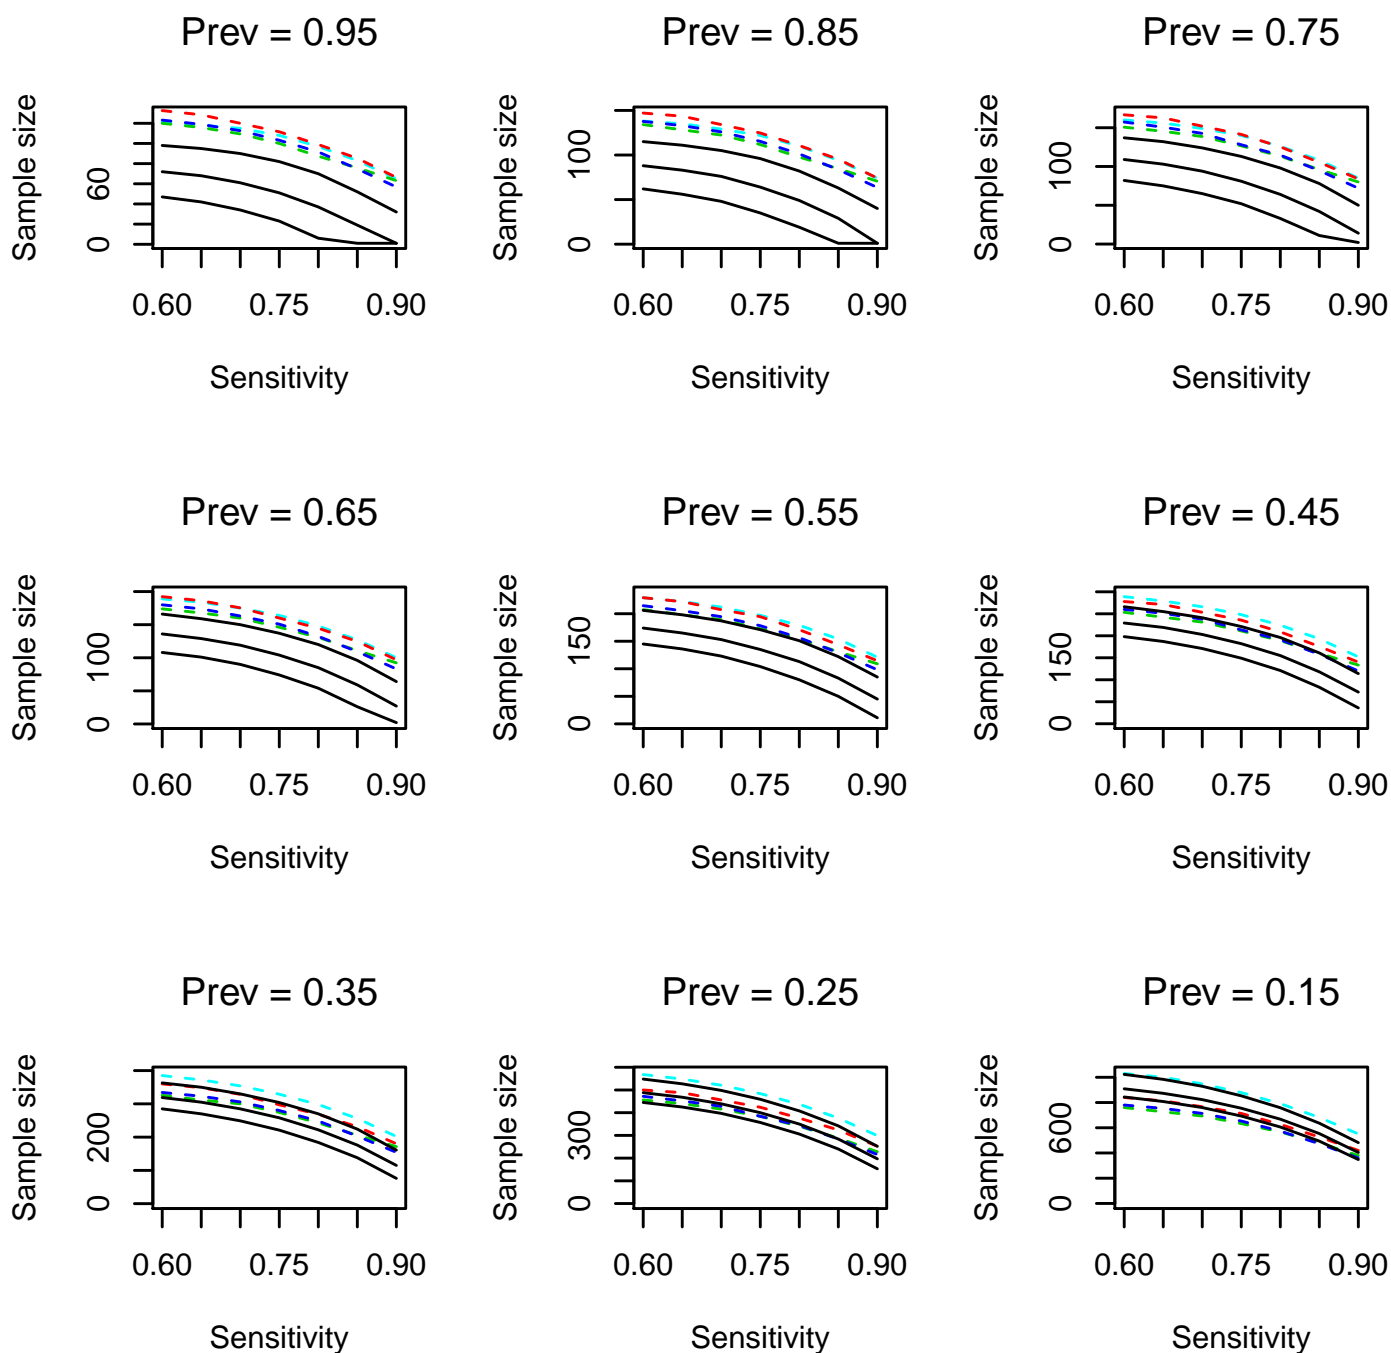 Prev = 0.95
Sample size
0
60
0.60
0.75
0.90
Sensitivity
Prev = 0.85
Sample size
0
100
0.60
0.75
0.90
Sensitivity
Prev = 0.75
Sample size
0
100
0.60
0.75
0.90
Sensitivity
Prev = 0.65
Sample size
0
100
0.60
0.75
0.90
Sensitivity
Prev = 0.55
Sample size
0
150
0.60
0.75
0.90
Sensitivity
Prev = 0.45
Sample size
0
150
0.60
0.75
0.90
Sensitivity
Prev = 0.35
Sample size
0
200
0.60
0.75
0.90
Sensitivity
Prev = 0.25
Sample size
0
300
0.60
0.75
0.90
Sensitivity
Prev = 0.15
Sample size
0
600
0.60
0.75
0.90
Sensitivity